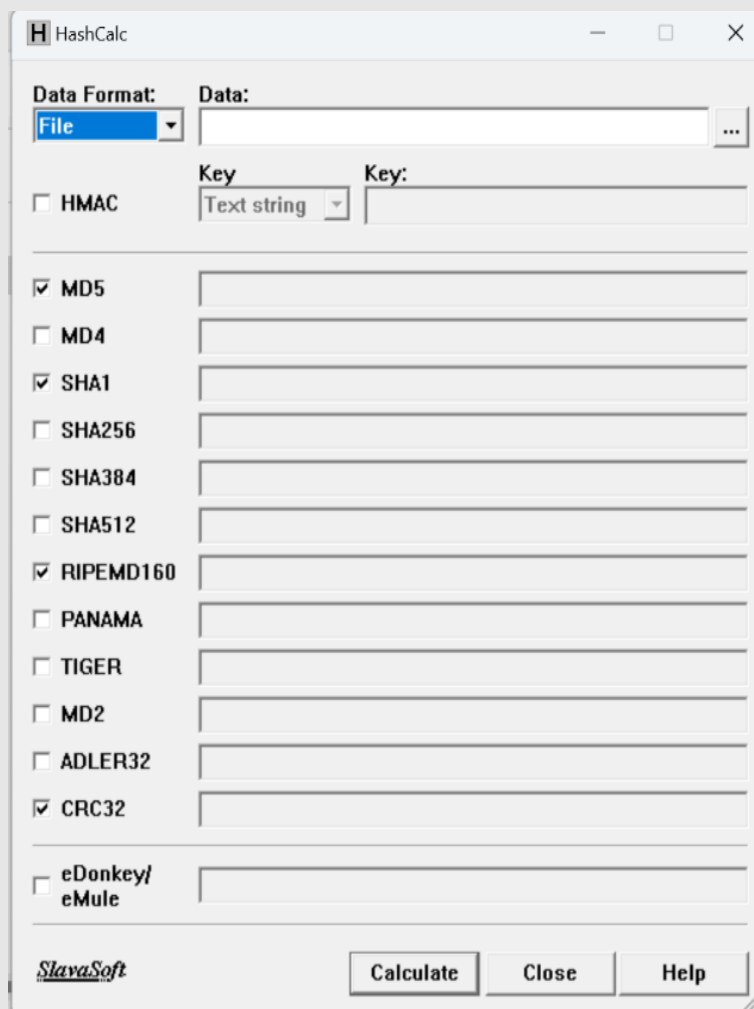 H HashCalc
Data Format: Data:
File ...
Key Key:
HMAC Text string
MD5
MD4
SHA1
SHA256
SHA384
SHA512
RIPEMD160
PANAMA
TIGER
MD2
ADLER32
CRC32
eDonkey/
eMule
SlavaSoft Calculate Close Help